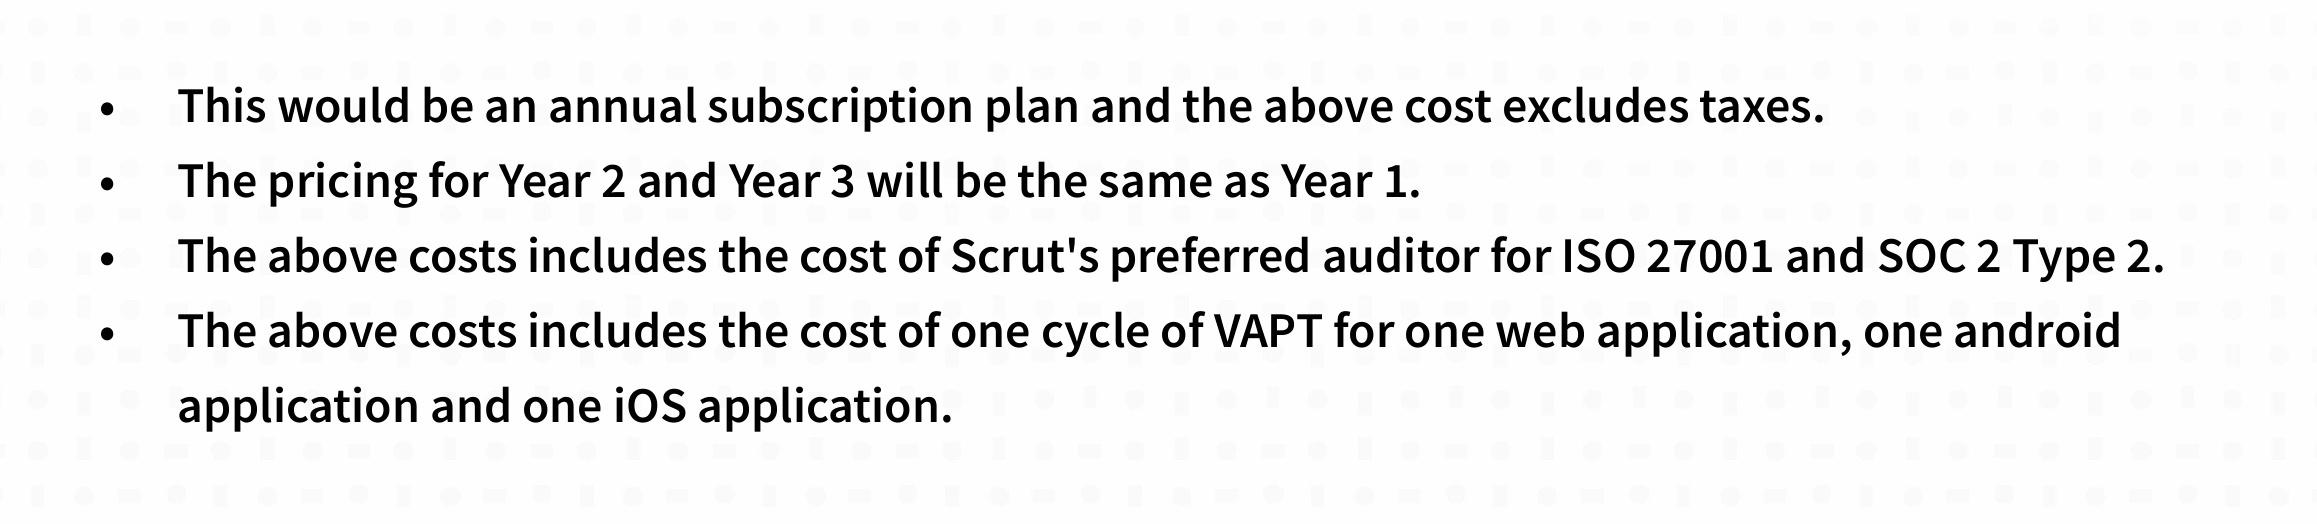 • This would be an annual subscription plan and the above cost excludes taxes.
• The pricing for Year 2 and Year 3 will be the same as Year 1.
• The above costs includes the cost of Scrut's preferred auditor for ISO 27001 and SOC 2 Type 2.
• The above costs includes the cost of one cycle of VAPT for one web application, one android
application and one iOS application.